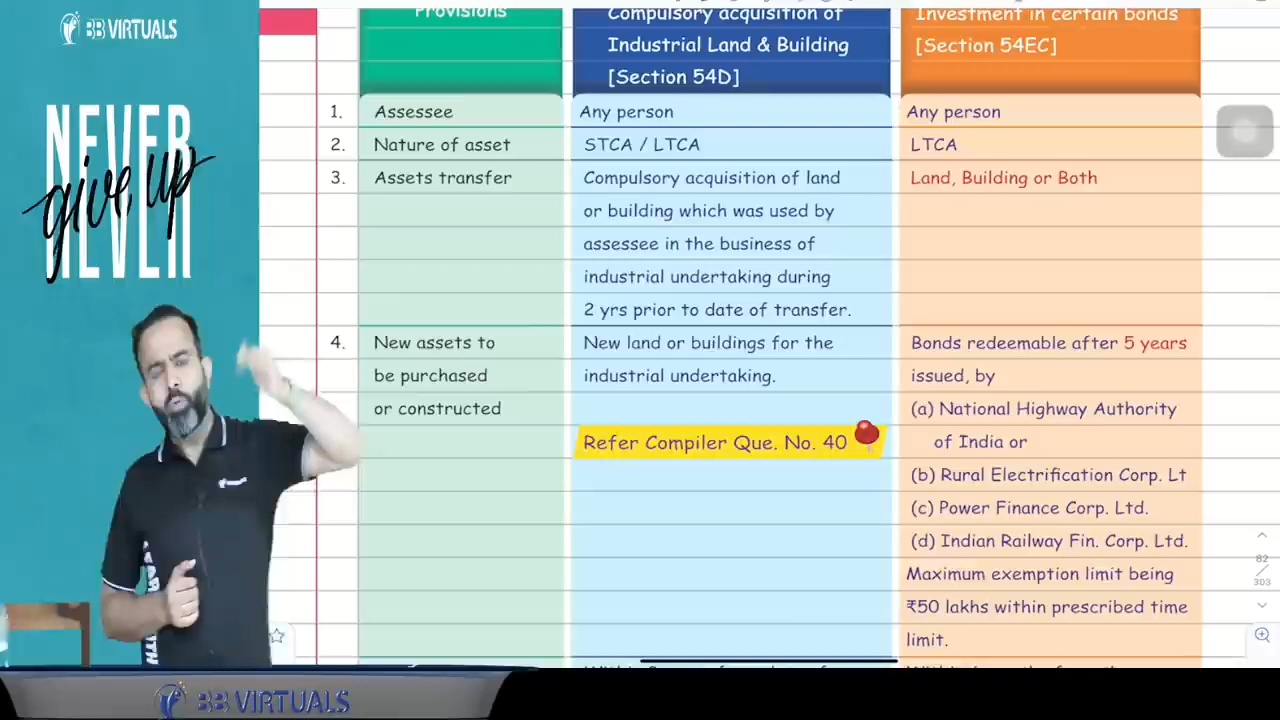 BB VIRTUALS
NEVER
give up
NEVER
Provisions
Compulsory acquisition of
Industrial Land & Building
[Section 54D]
Investment in certain bonds
[Section 54EC]
1. Assessee
Any person
Any person
2. Nature of asset
STCA / LTCA
LTCA
3. Assets transfer
Compulsory acquisition of land
or building which was used by
assessee in the business of
industrial undertaking during
2 yrs prior to date of transfer.
Land, Building or Both
4. New assets to
be purchased
or constructed
New land or buildings for the
industrial undertaking.
Refer Compiler Que. No. 40
Bonds redeemable after 5 years
issued, by
(a) National Highway Authority
of India or
(b) Rural Electrification Corp. Lt
(c) Power Finance Corp. Ltd.
(d) Indian Railway Fin. Corp. Ltd.
Maximum exemption limit being
₹50 lakhs within prescribed time
limit.
82
303
BB VIRTUALS